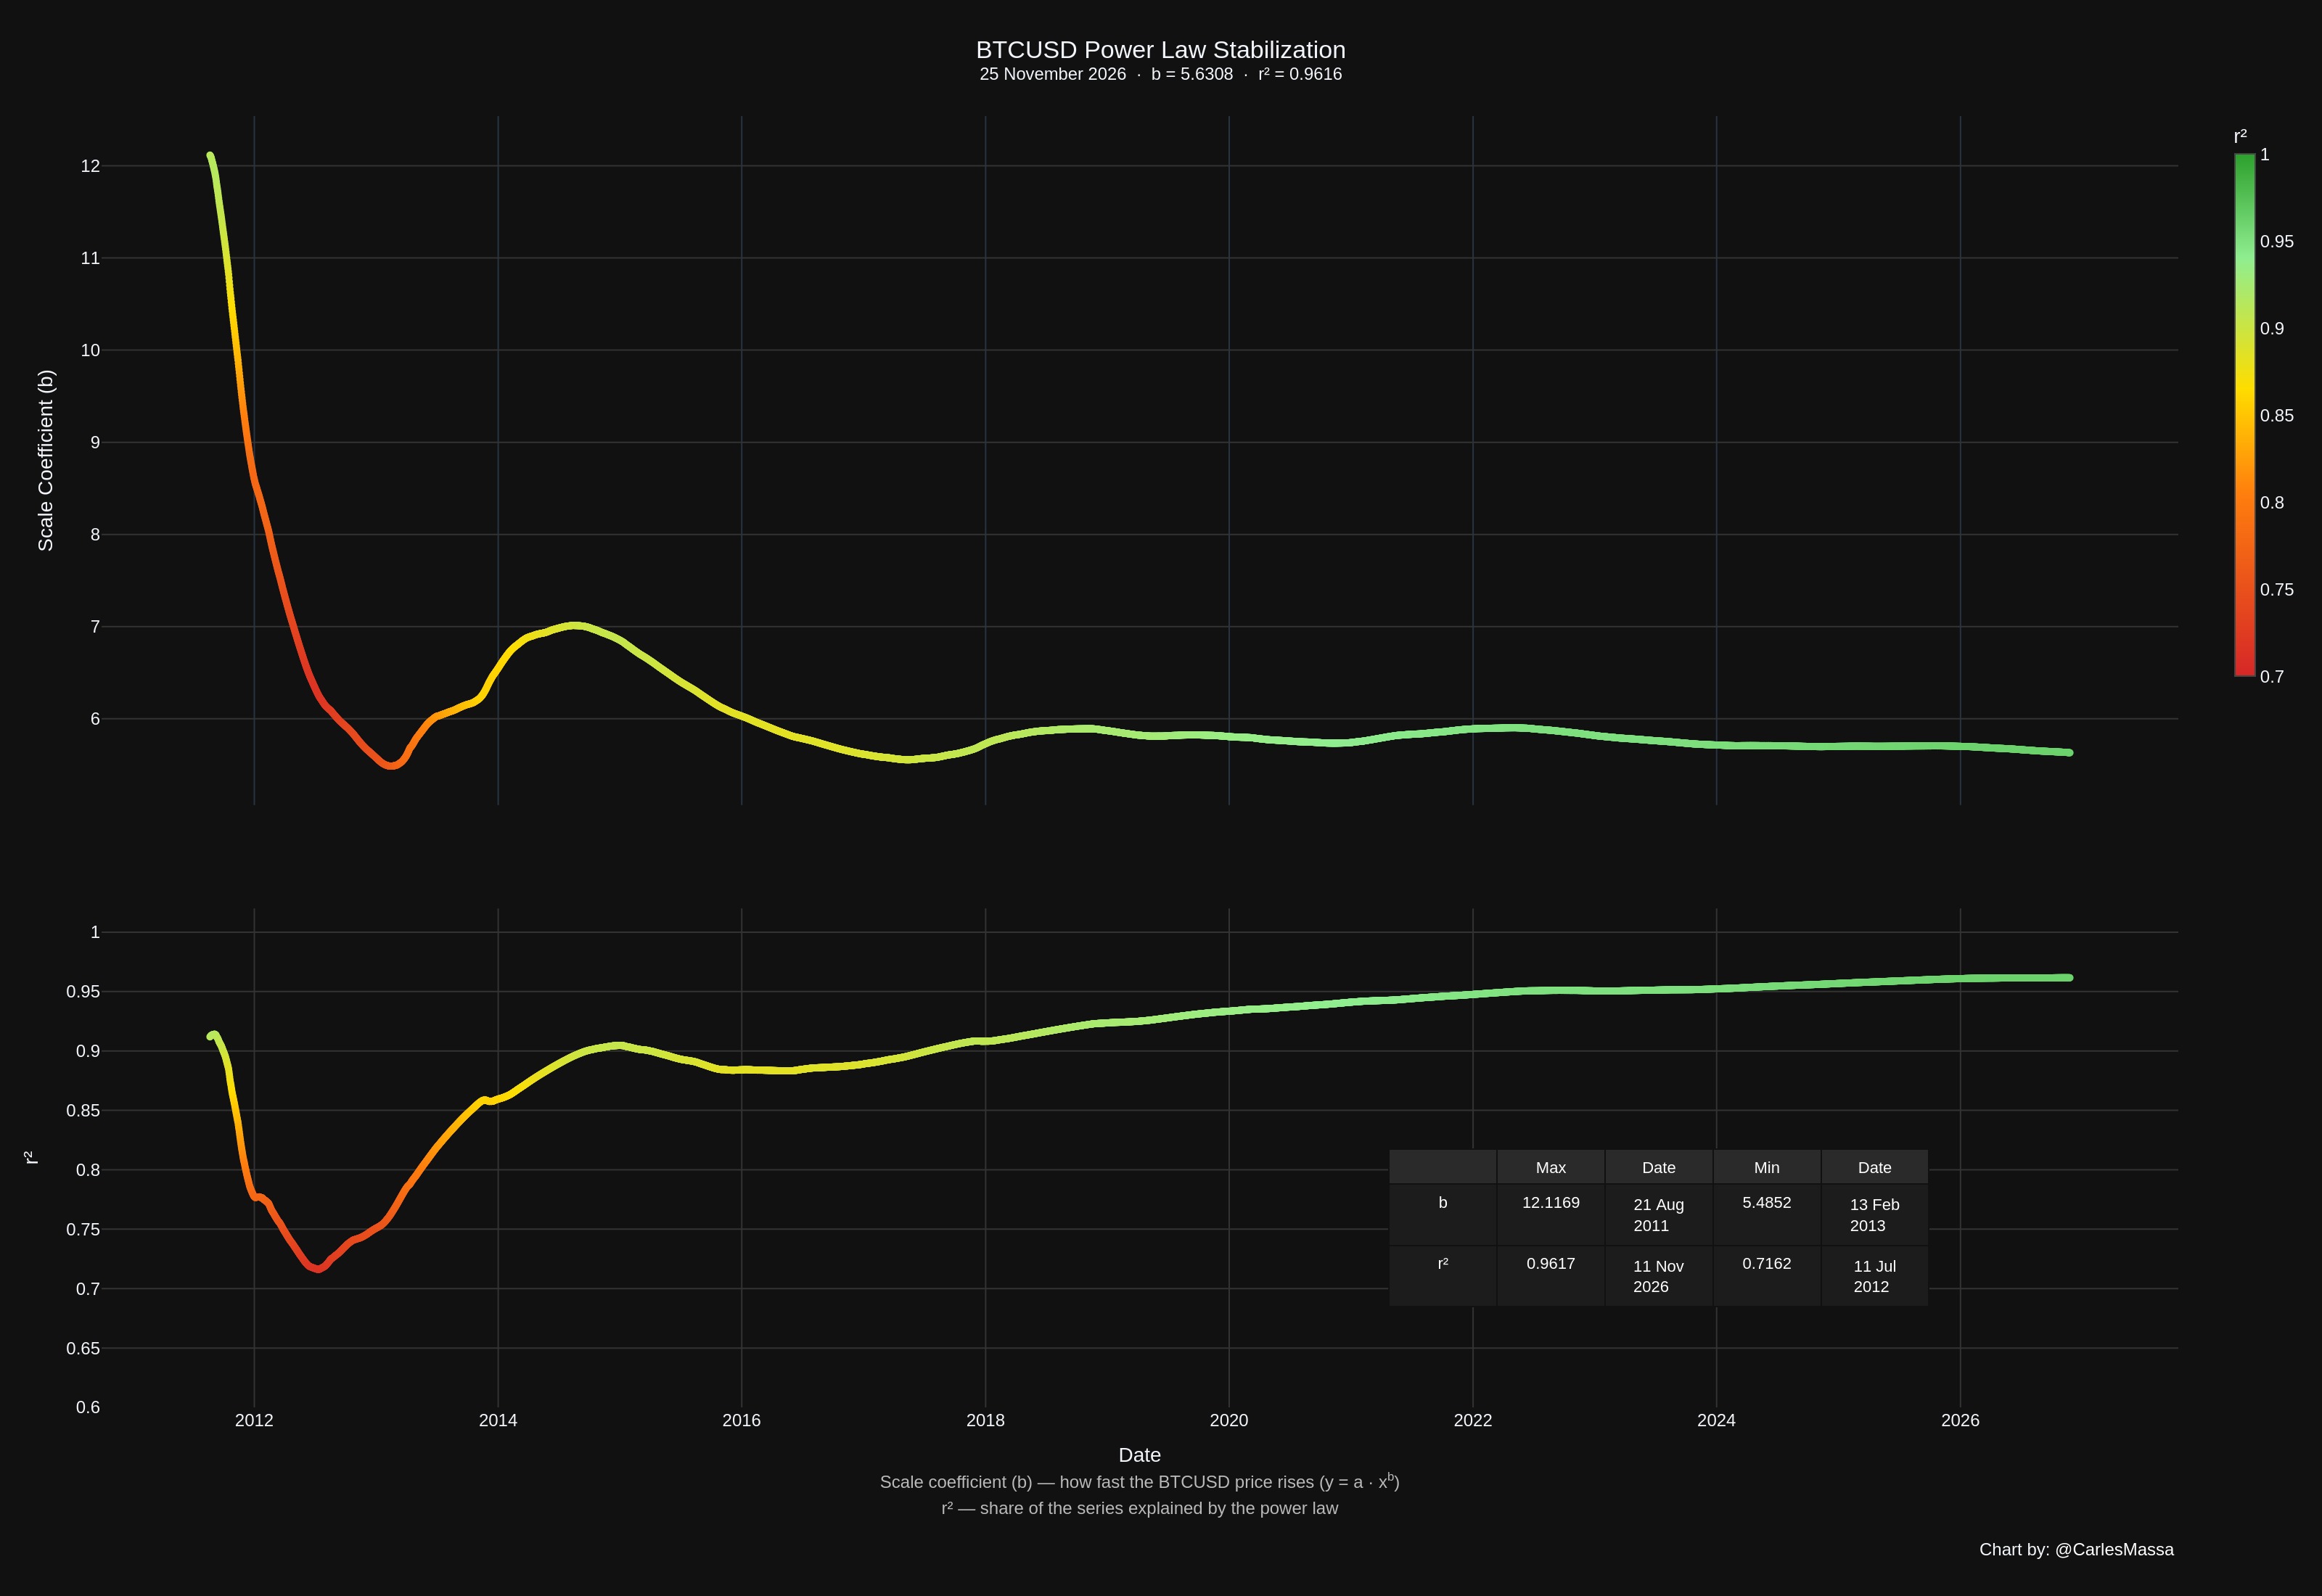 BTCUSD Power Law Stabilization
25 November 2026 · b = 5.6308 · r² = 0.9616
r²
1
0.95
0.9
0.85
0.8
0.75
0.7
Scale Coefficient (b)
12
11
10
9
8
7
6
r²
1
0.95
0.9
0.85
0.8
0.75
0.7
0.65
0.6
Max Date Min Date
b 12.1169 21 Aug 2011 5.4852 13 Feb 2013
r² 0.9617 11 Nov 2026 0.7162 11 Jul 2012
2012 2014 2016 2018 2020 2022 2024 2026
Date
Scale coefficient (b) — how fast the BTCUSD price rises (y = a · xᵇ)
r² — share of the series explained by the power law
Chart by: @CarlesMassa